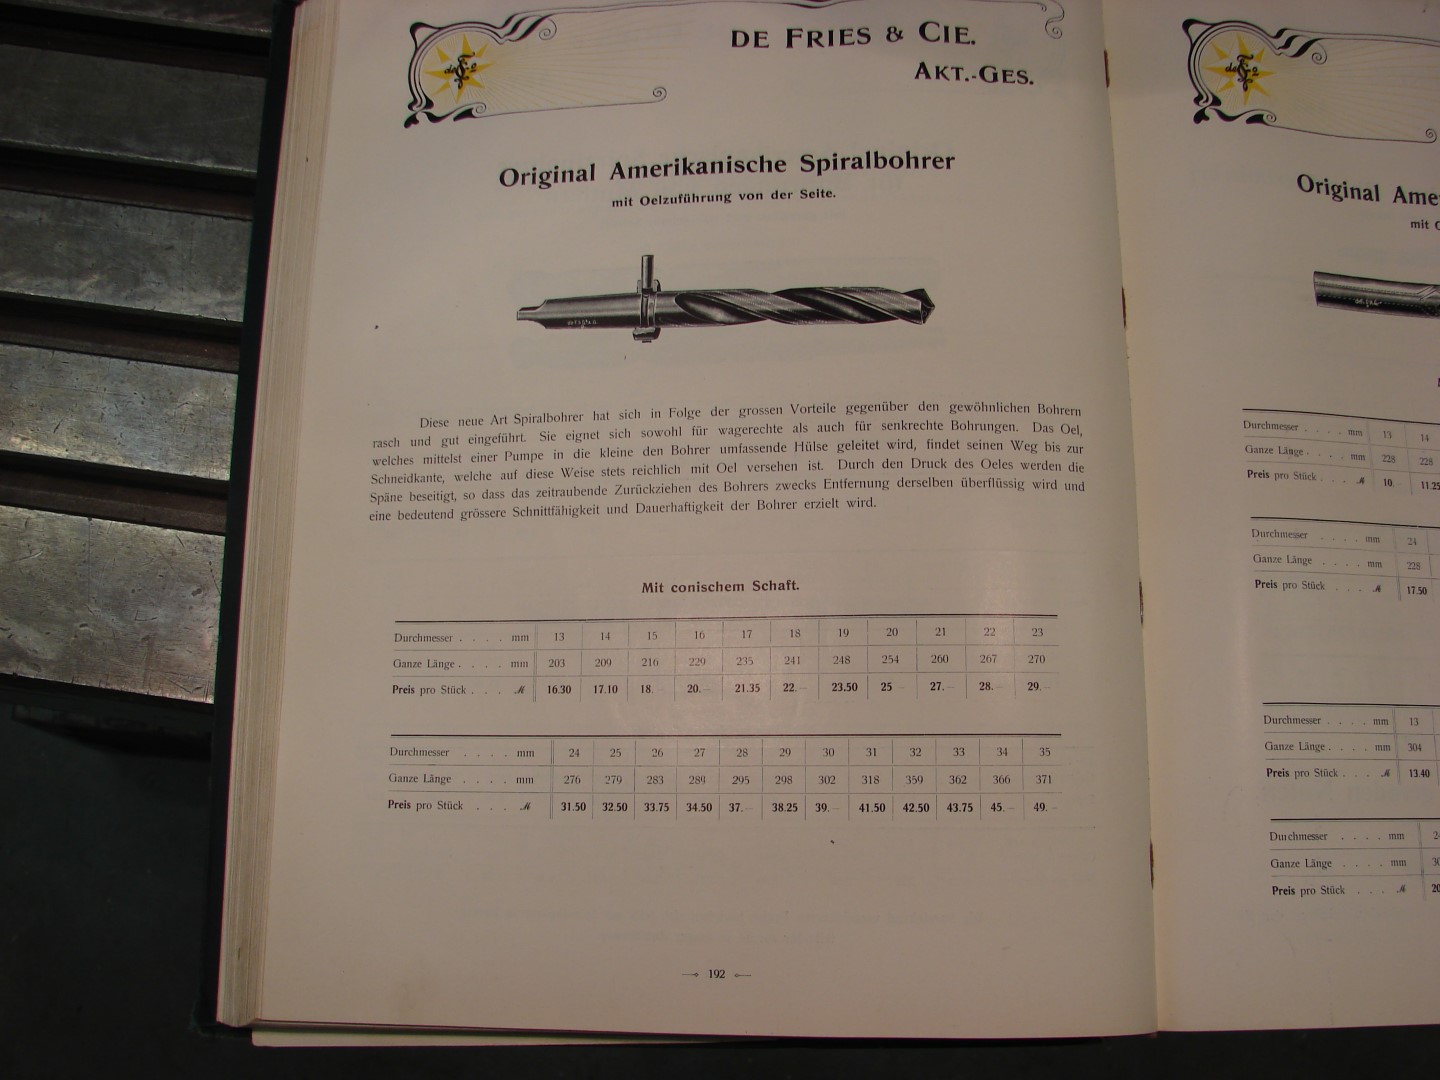 DE FRIES & CIE.
AKT.-GES.
Original Amerikanische Spiralbohrer
mit Oelzuführung von der Seite.
Diese neue Art Spiralbohrer hat sich in Folge der grossen Vorteile gegenüber den gewöhnlichen Bohrern
rasch und gut eingeführt. Sie eignet sich sowohl für wagerechte als auch für senkrechte Bohrungen. Das Oel,
welches mittelst einer Pumpe in die kleine den Bohrer umfassende Hülse geleitet wird, findet seinen Weg bis zur
Schneidkante, welche auf diese Weise stets reichlich mit Oel versehen ist. Durch den Druck des Oeles werden die
Späne beseitigt, so dass das zeitraubende Zurückziehen des Bohrers zwecks Entfernung derselben überflüssig wird und
eine bedeutend grössere Schnittfähigkeit und Dauerhaftigkeit der Bohrer erzielt wird.
Mit conischem Schaft.
Durchmesser . . . . mm 13 14 15 16 17 18 19 20 21 22 23
Ganze Länge . . . . mm 203 209 216 229 235 241 248 254 260 267 270
Preis pro Stück . . . ℳ 16.30 17.10 18. 20.– 21.35 22.– 23.50 25 27.– 28.– 29.–
Durchmesser . . . . mm 24 25 26 27 28 29 30 31 32 33 34 35
Ganze Länge . . . . mm 276 279 283 289 295 298 302 318 359 362 366 371
Preis pro Stück . . . ℳ 31.50 32.50 33.75 34.50 37.– 38.25 39.– 41.50 42.50 43.75 45.– 49.–
192
Original Ame
mit
Durchmesser . . . . mm 13 14
Ganze Länge . . . . mm 228 228
Preis pro Stück . . . ℳ 10. 11.25
Durchmesser . . . . mm 24
Ganze Länge . . . . mm 228
Preis pro Stück . . . ℳ 17.50
Durchmesser . . . . mm 13
Ganze Länge . . . . mm 304
Preis pro Stück . . . ℳ 13.40
Durchmesser . . . . mm
Ganze Länge . . . . mm
Preis pro Stück . . . ℳ